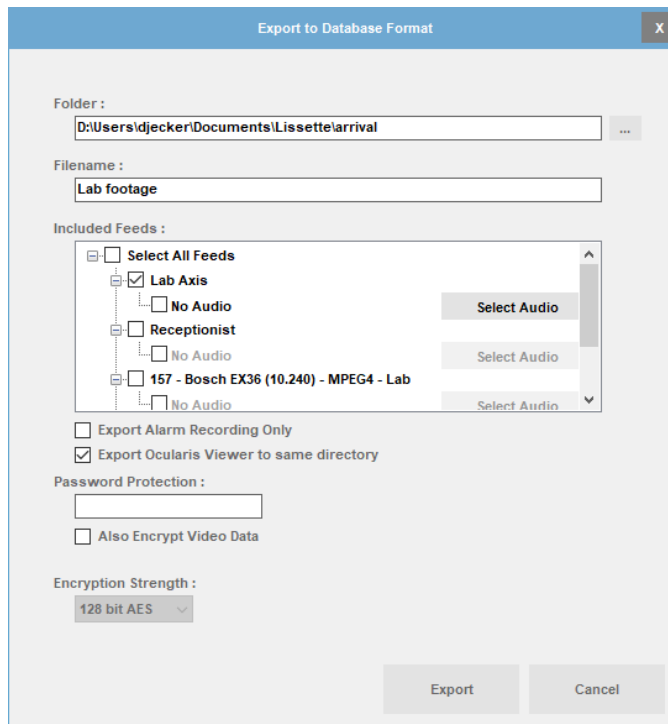 Export to Database Format X
Folder :
D:\Users\djecker\Documents\Lissette\arrival ...
Filename :
Lab footage
Included Feeds :
Select All Feeds
Lab Axis
No Audio Select Audio
Receptionist
No Audio Select Audio
157 - Bosch EX36 (10.240) - MPEG4 - Lab
No Audio Select Audio
Export Alarm Recording Only
Export Ocularis Viewer to same directory
Password Protection :
Also Encrypt Video Data
Encryption Strength :
128 bit AES
Export Cancel